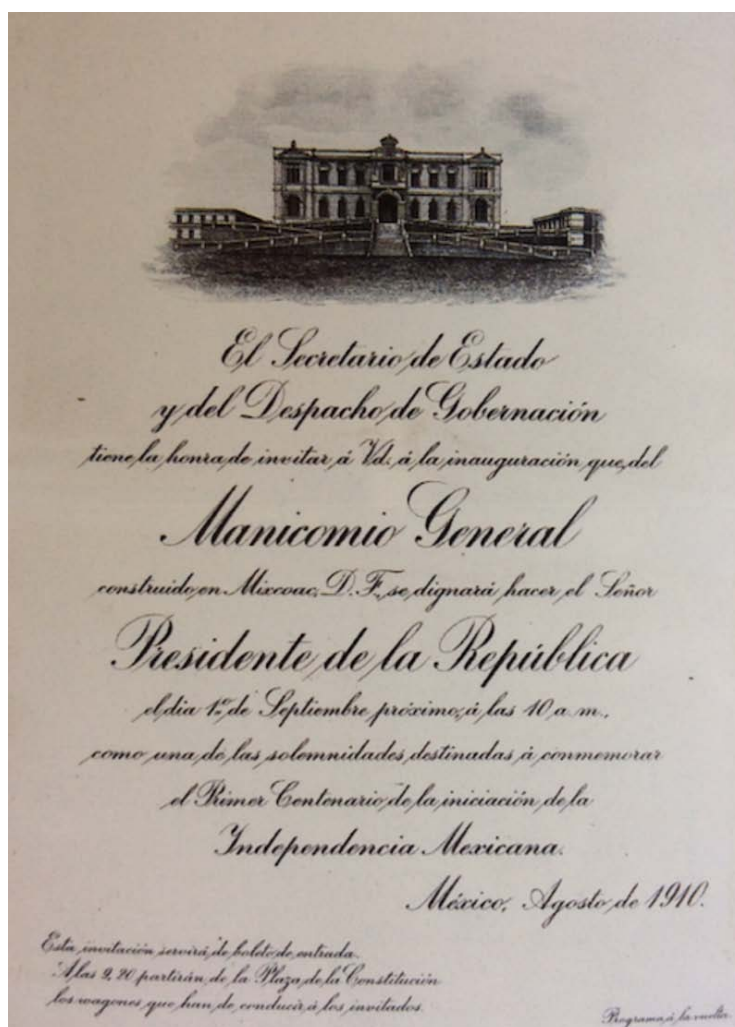 El Secretario de Estado
y del Despacho de Gobernación
tiene la honra de invitar á Vd. á la inauguración que, del
Manicomio General
construido en Mixcoac, D. F., se dignará hacer el Señor
Presidente de la República
el dia 1º de Septiembre próximo, á las 10 a. m.,
como una de las solemnidades destinadas á conmemorar
el Primer Centenario de la iniciación de la
Independencia Mexicana.
México, Agosto de 1910.
Esta invitación servirá de boleto de entrada.
A las 9, 20 partirán, de la Plaza de la Constitución
los wagones que han de conducir á los invitados.
Programa á la vuelta.